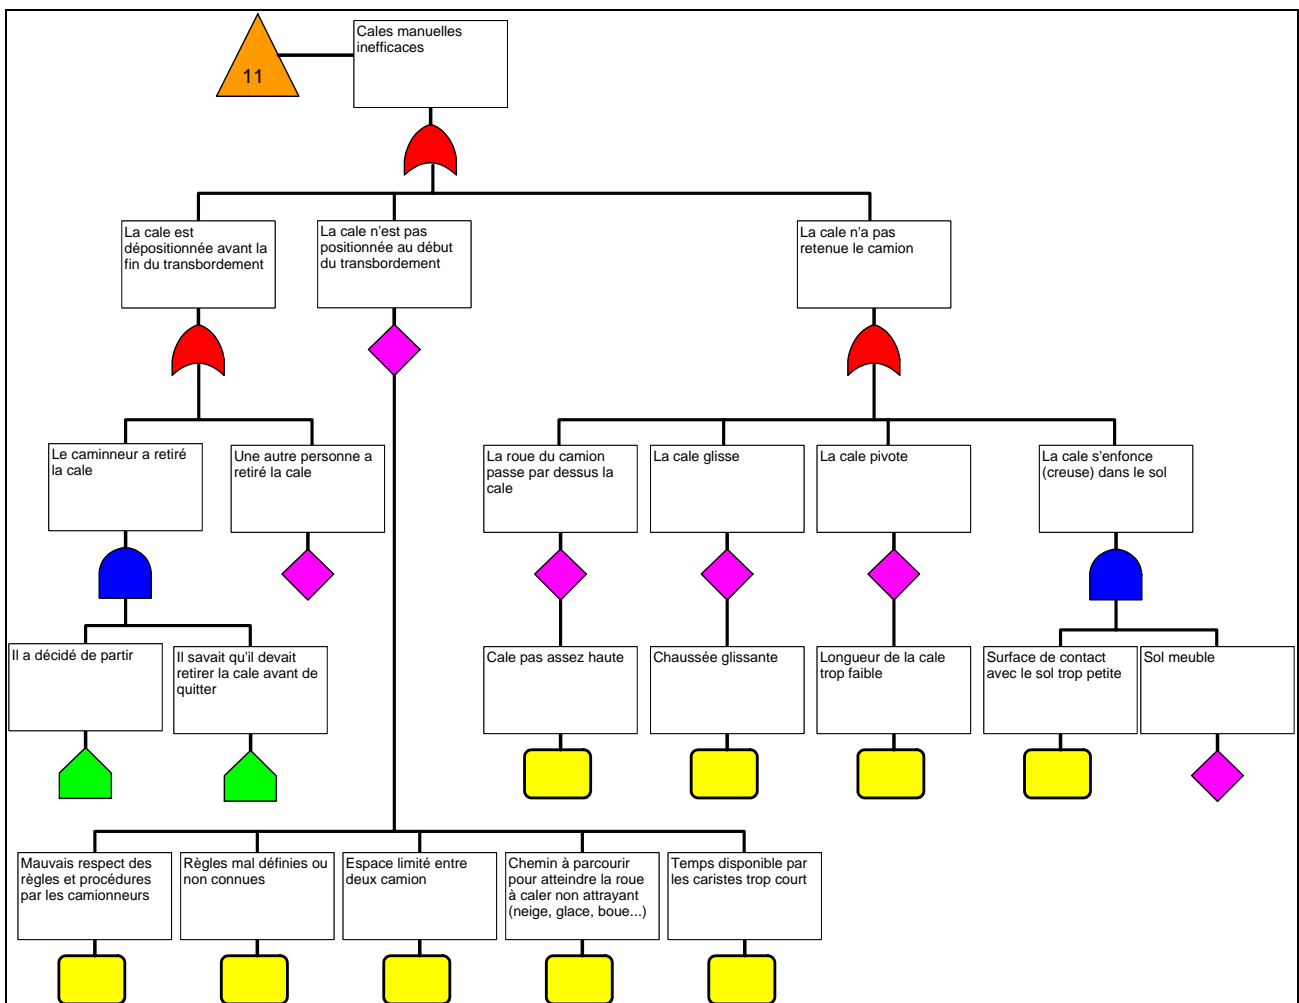 Cales manuelles
inefficaces
11
La cale est
dépositionnée avant la
fin du transbordement
La cale n'est pas
positionnée au début
du transbordement
La cale n'a pas
retenue le camion
Le caminneur a retiré
la cale
Une autre personne a
retiré la cale
La roue du camion
passe par dessus la
cale
La cale glisse
La cale pivote
La cale s'enfonce
(creuse) dans le sol
Il a décidé de partir
Il savait qu'il devait
retirer la cale avant de
quitter
Cale pas assez haute
Chaussée glissante
Longueur de la cale
trop faible
Surface de contact
avec le sol trop petite
Sol meuble
Mauvais respect des
règles et procédures
par les camionneurs
Règles mal définies ou
non connues
Espace limité entre
deux camion
Chemin à parcourir
pour atteindre la roue
à caler non attrayant
(neige, glace, boue...)
Temps disponible par
les caristes trop court